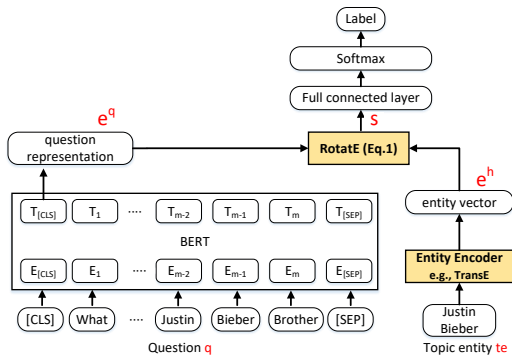 Label
Softmax
Full connected layer
e^q
s
question
representation
RotatE (Eq.1)
e^h
entity vector
T[CLS] T1 .... Tm-2 Tm-1 Tm T[SEP]
BERT
Entity Encoder
e.g., TransE
E[CLS] E1 .... Em-2 Em-1 Em E[SEP]
[CLS] What .... Justin Bieber Brother [SEP]
Justin
Bieber
Question q
Topic entity te